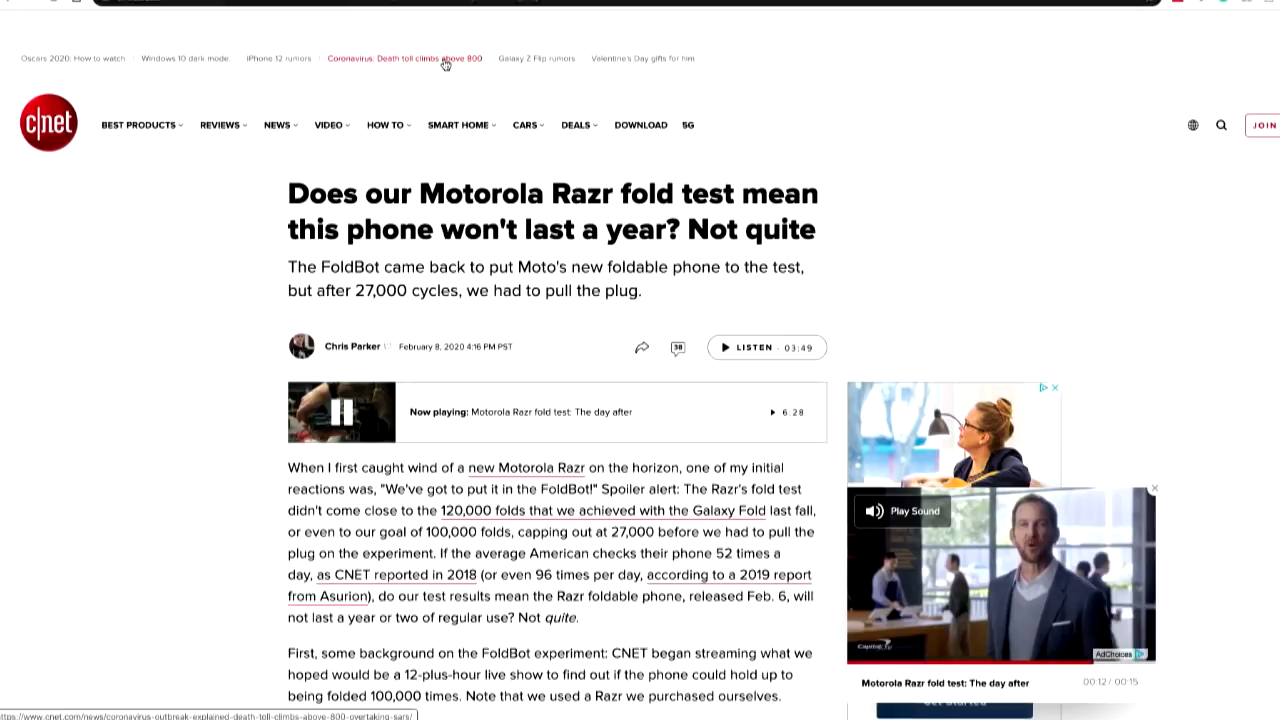 Oscars 2020: How to watch
Windows 10 dark mode
iPhone 12 rumors
Coronavirus: Death toll climbs above 800
Galaxy Z Flip rumors
Valentine's Day gifts for him
c|net
BEST PRODUCTS
REVIEWS
NEWS
VIDEO
HOW TO
SMART HOME
CARS
DEALS
DOWNLOAD
5G
JOIN
Does our Motorola Razr fold test mean
this phone won't last a year? Not quite
The FoldBot came back to put Moto's new foldable phone to the test,
but after 27,000 cycles, we had to pull the plug.
Chris Parker
February 8, 2020 4:16 PM PST
38
LISTEN - 03:49
Now playing: Motorola Razr fold test: The day after
6:28
When I first caught wind of a new Motorola Razr on the horizon, one of my initial
reactions was, "We've got to put it in the FoldBot!" Spoiler alert: The Razr's fold test
didn't come close to the 120,000 folds that we achieved with the Galaxy Fold last fall,
or even to our goal of 100,000 folds, capping out at 27,000 before we had to pull the
plug on the experiment. If the average American checks their phone 52 times a
day, as CNET reported in 2018 (or even 96 times per day, according to a 2019 report
from Asurion), do our test results mean the Razr foldable phone, released Feb. 6, will
not last a year or two of regular use? Not quite.
First, some background on the FoldBot experiment: CNET began streaming what we
hoped would be a 12-plus-hour live show to find out if the phone could hold up to
being folded 100,000 times. Note that we used a Razr we purchased ourselves.
Play Sound
Capital
AdChoices
Motorola Razr fold test: The day after
00:12 / 00:15
Get Started
ttps://www.cnet.com/news/coronavirus-outbreak-explained-death-toll-climbs-above-800-overtaking-sars/